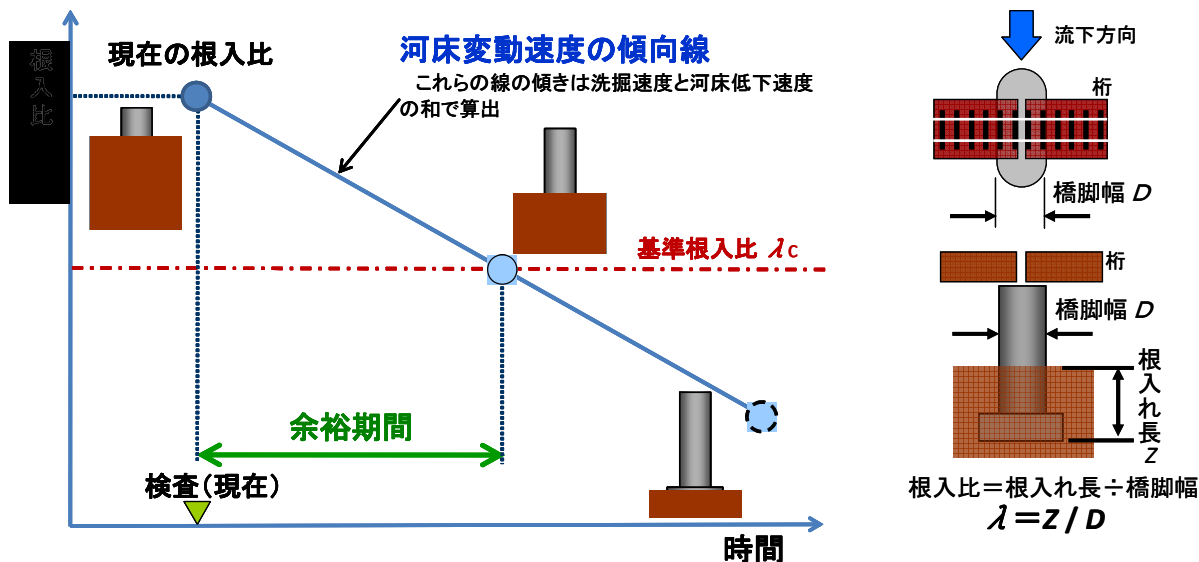 根入比
現在の根入比
河床変動速度の傾向線
これらの線の傾きは洗掘速度と河床低下速度
の和で算出
基準根入比 λc
余裕期間
検査(現在)
時間
流下方向
桁
橋脚幅 D
桁
橋脚幅 D
根入れ長Z
根入比=根入れ長÷橋脚幅
λ=Z / D